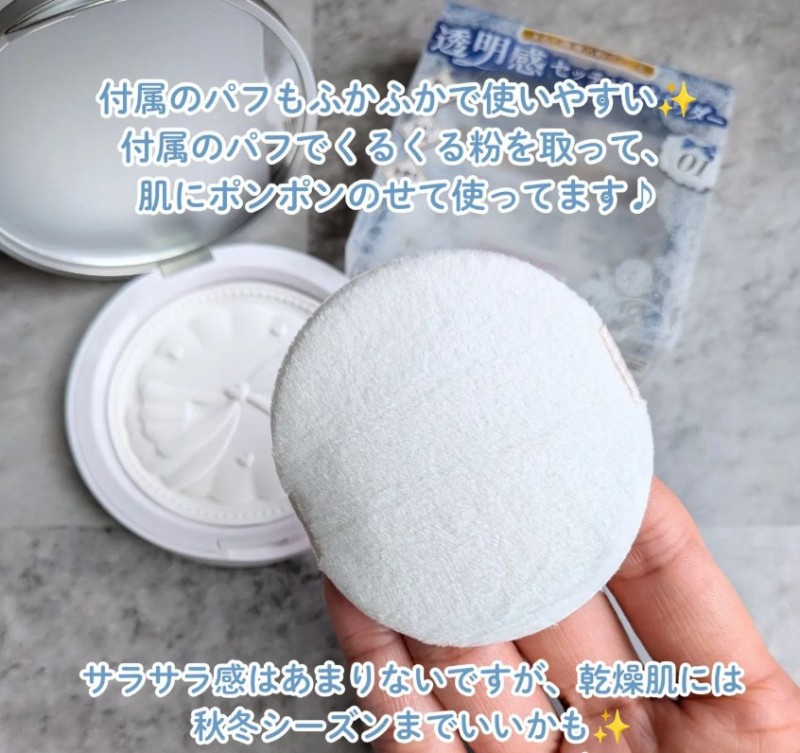 透明感
付属のパフもふかふかで使いやすい✨
付属のパフでくるくる粉を取って、
01
肌にポンポンのせて使ってます♪
サラサラ感はあまりないですが、乾燥肌には
秋冬シーズンまでいいかも✨